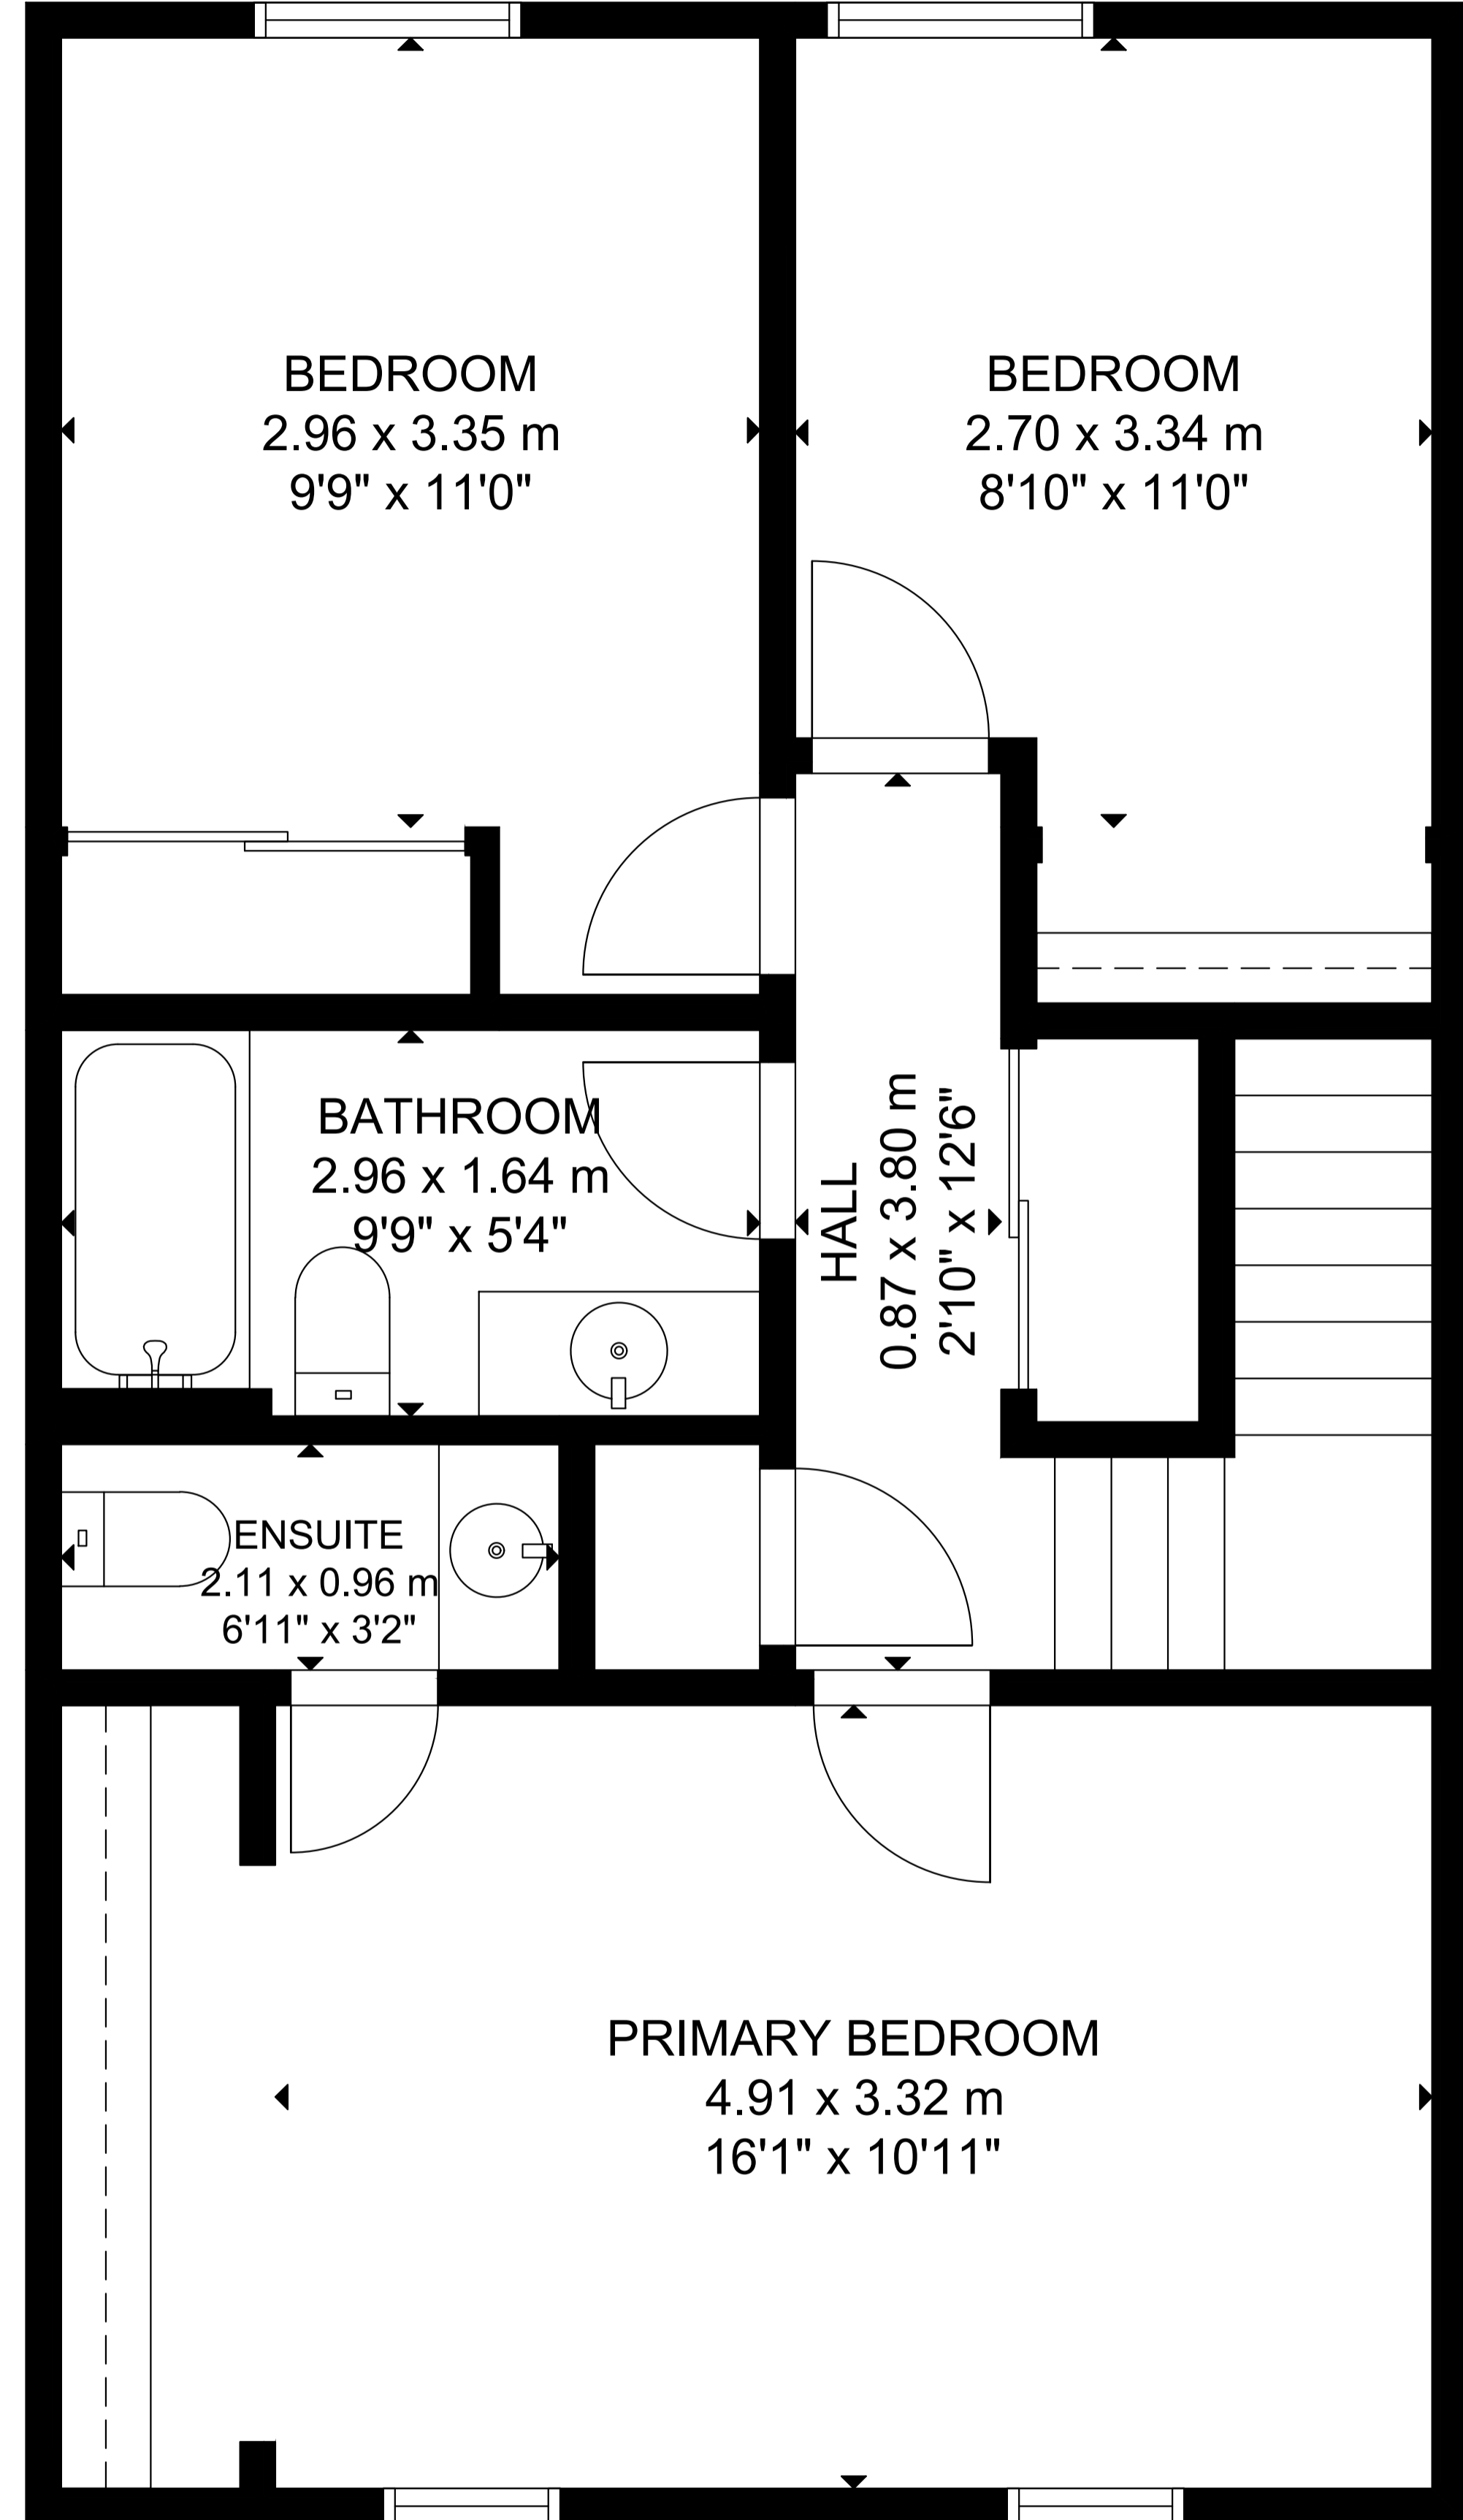 BEDROOM
2.96 x 3.35 m
9'9" x 11'0"
BEDROOM
2.70 x 3.34 m
8'10" x 11'0"
BATHROOM
2.96 x 1.64 m
9'9" x 5'4"
HALL
0.87 x 3.80 m
2'10" x 12'6"
ENSUITE
2.11 x 0.96 m
6'11" x 3'2"
PRIMARY BEDROOM
4.91 x 3.32 m
16'1" x 10'11"